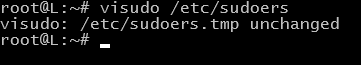 root@L:~# visudo /etc/sudoers
visudo: /etc/sudoers.tmp unchanged
root@L:~#